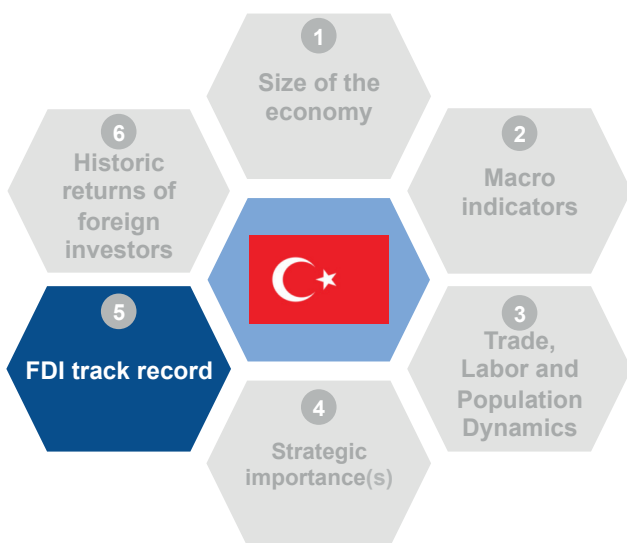 1
Size of the
economy
2
Macro
indicators
3
Trade,
Labor and
Population
Dynamics
4
Strategic
importance(s)
5
FDI track record
6
Historic
returns of
foreign
investors